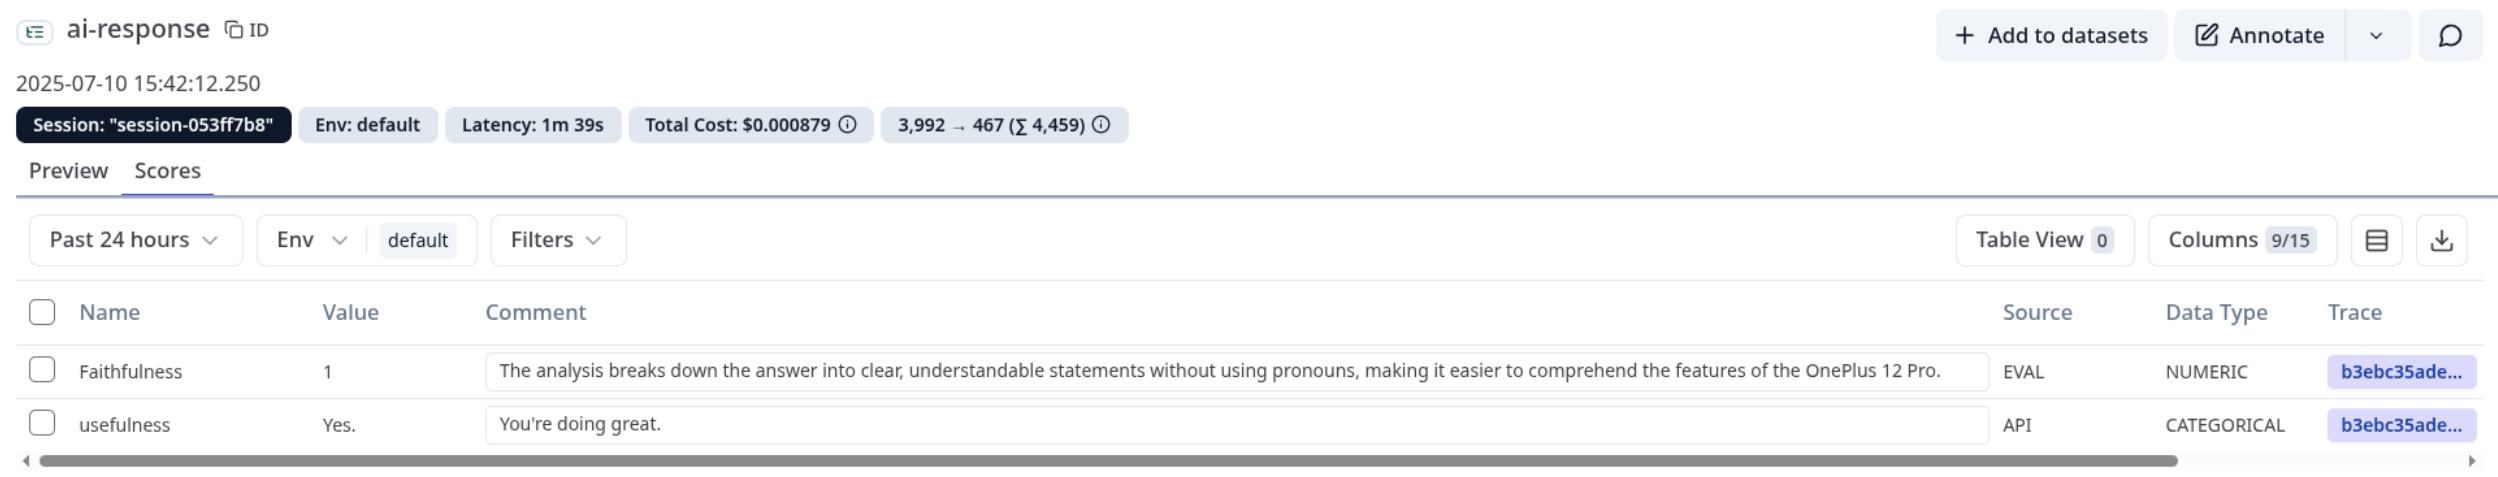 ai-response ID
+ Add to datasets Annotate
2025-07-10 15:42:12.250
Session: "session-053ff7b8" Env: default Latency: 1m 39s Total Cost: $0.000879 3,992 → 467 (∑ 4,459)
Preview Scores
Past 24 hours Env default Filters Table View 0 Columns 9/15
Name Value Comment Source Data Type Trace
Faithfulness 1 The analysis breaks down the answer into clear, understandable statements without using pronouns, making it easier to comprehend the features of the OnePlus 12 Pro. EVAL NUMERIC b3ebc35ade...
usefulness Yes. You're doing great. API CATEGORICAL b3ebc35ade...